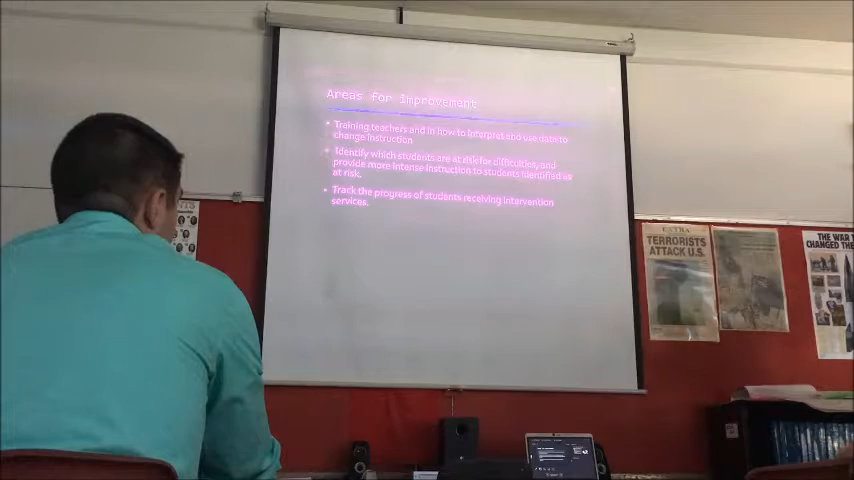 Areas for Improvement
• Training teachers and in how to interpret and use data to
change instruction
• Identify which students are at risk for difficulties, and
provide more intense instruction to students identified as
at risk.
• Track the progress of students receiving intervention
services.
EXTRA
TERRORISTS
ATTACK U.S.
THE WAR
CHANGED